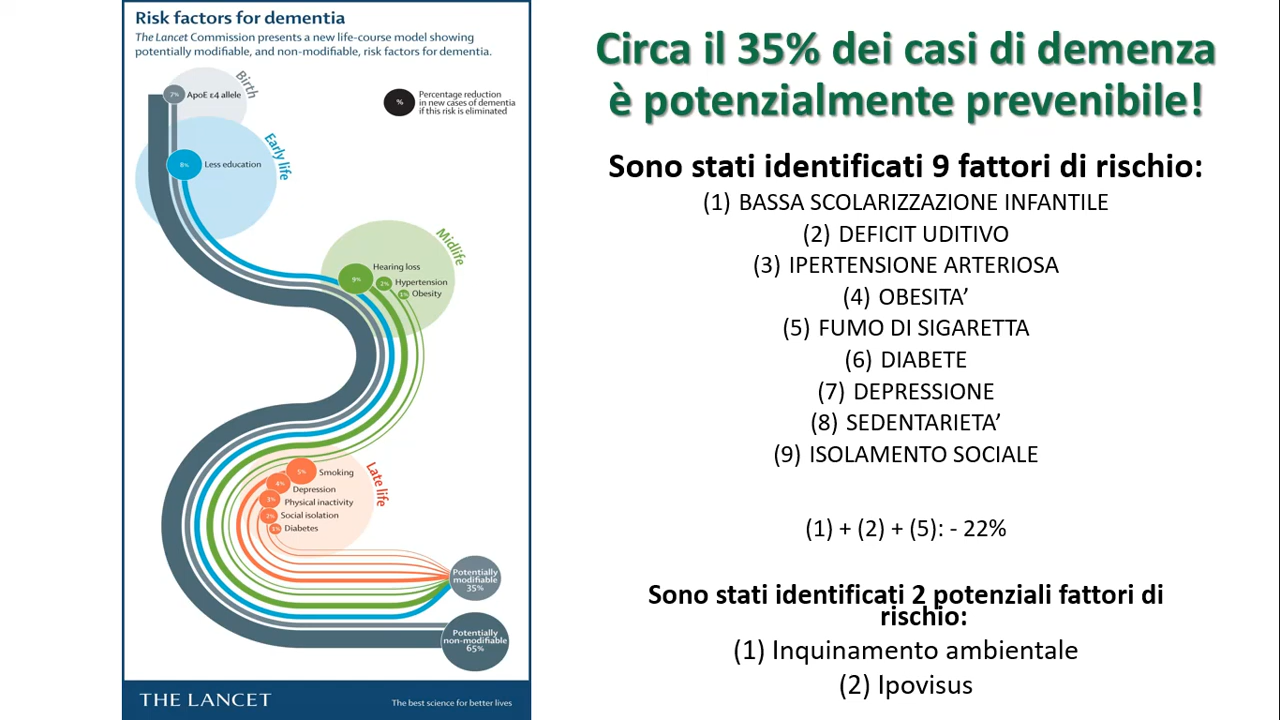 Risk factors for dementia
The Lancet Commission presents a new life-course model showing
potentially modifiable, and non-modifiable, risk factors for dementia.
Birth
7%
ApoE ε4 allele
%
Percentage reduction
in new cases of dementia
if this risk is eliminated
Early life
8%
Less education
Midlife
Hearing loss
9%
2%
Hypertension
1%
Obesity
Late life
5%
Smoking
4%
Depression
3%
Physical inactivity
2%
Social isolation
1%
Diabetes
Potentially
modifiable
35%
Potentially
non-modifiable
65%
THE LANCET
The best science for better lives
Circa il 35% dei casi di demenza
è potenzialmente prevenibile!
Sono stati identificati 9 fattori di rischio:
(1) BASSA SCOLARIZZAZIONE INFANTILE
(2) DEFICIT UDITIVO
(3) IPERTENSIONE ARTERIOSA
(4) OBESITA’
(5) FUMO DI SIGARETTA
(6) DIABETE
(7) DEPRESSIONE
(8) SEDENTARIETA’
(9) ISOLAMENTO SOCIALE
(1) + (2) + (5): - 22%
Sono stati identificati 2 potenziali fattori di
rischio:
(1) Inquinamento ambientale
(2) Ipovisus